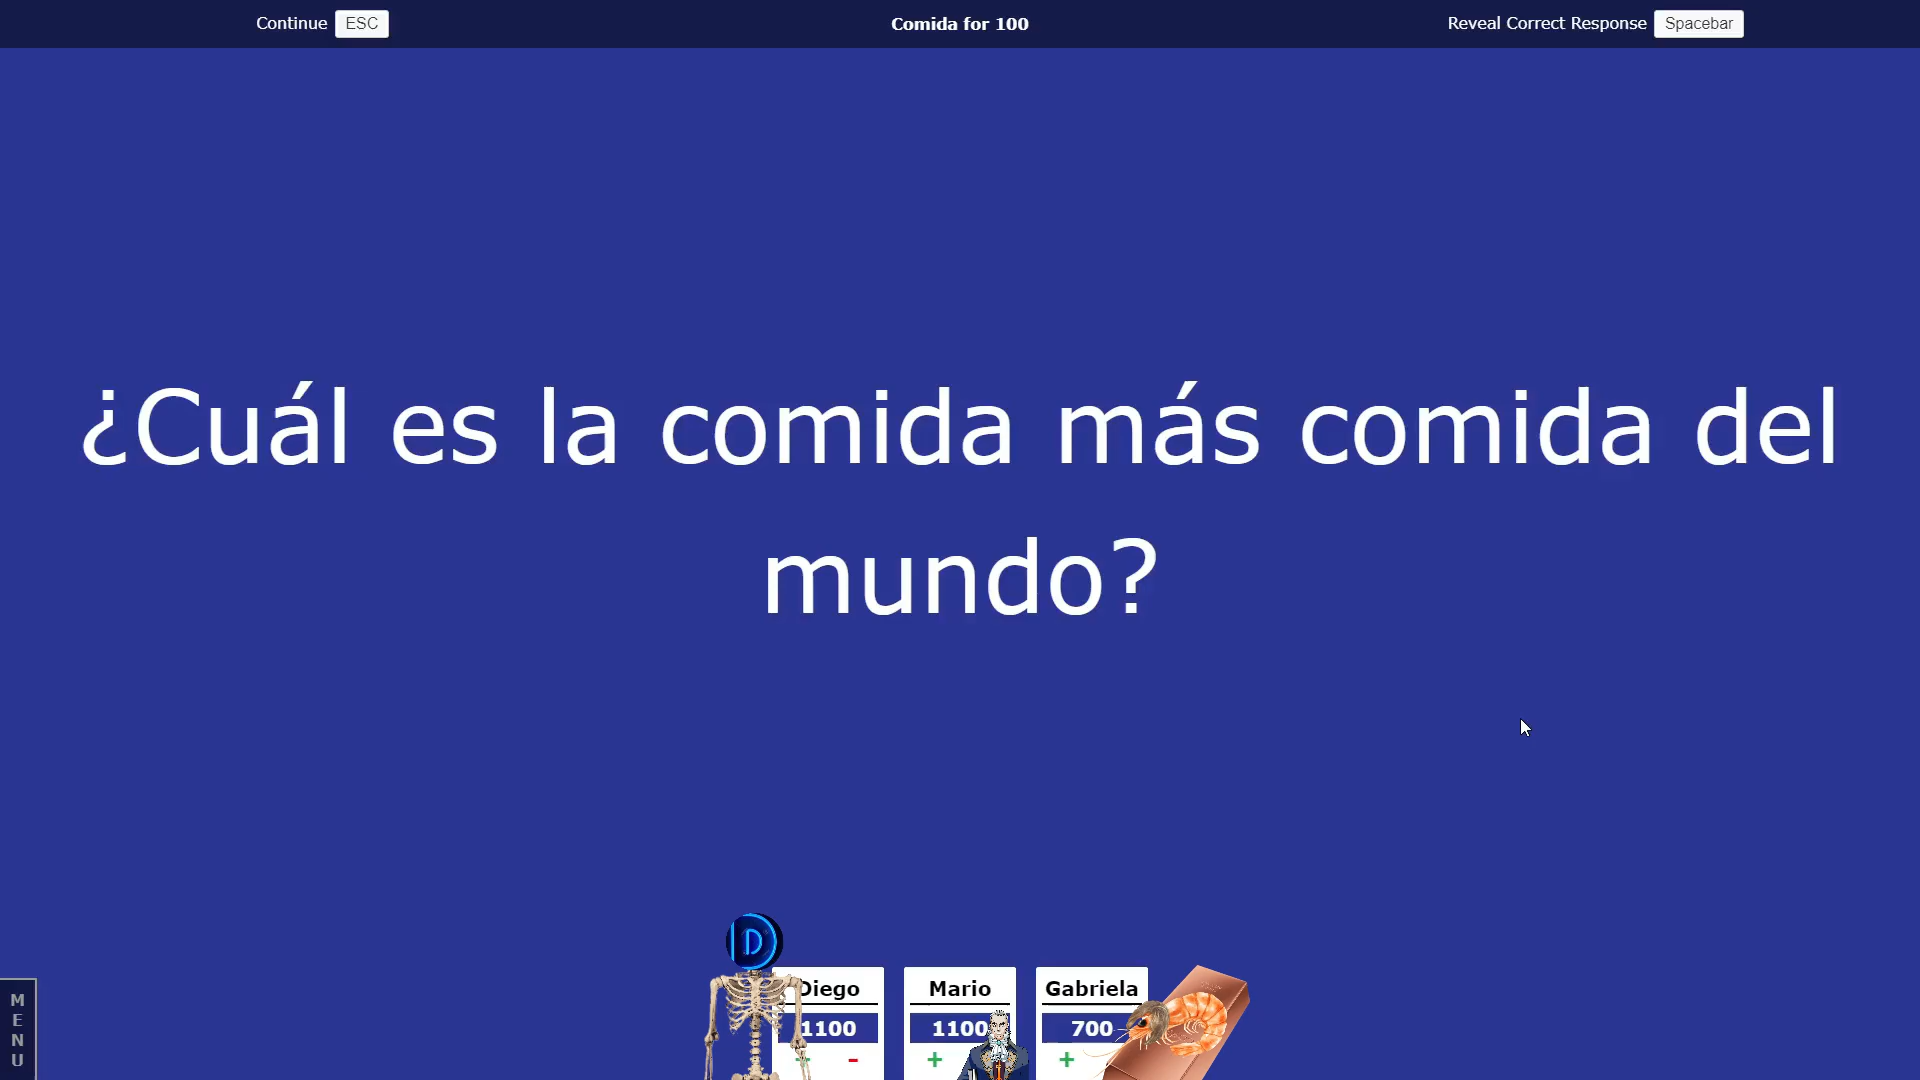 Continue ESC
Comida for 100
Reveal Correct Response Spacebar
¿Cuál es la comida más comida del
mundo?
MENU
D
Diego
1100
+ -
Mario
1100
+
Gabriela
700
+